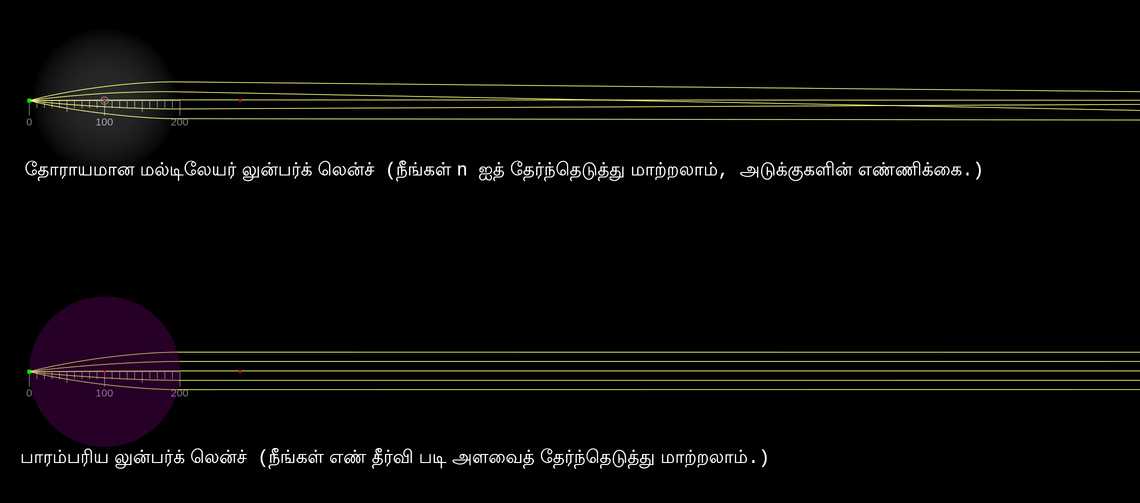 0 100 200
தோராயமான மல்டிலேயர் லுன்பர்க் லென்ச் (நீங்கள் n ஐத் தேர்ந்தெடுத்து மாற்றலாம், அடுக்குகளின் எண்ணிக்கை.)
0 100 200
பாரம்பரிய லுன்பர்க் லென்ச் (நீங்கள் எண் தீர்வி படி அளவைத் தேர்ந்தெடுத்து மாற்றலாம்.)